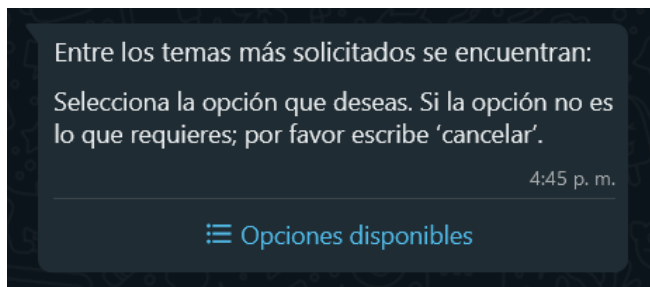 Entre los temas más solicitados se encuentran:
Selecciona la opción que deseas. Si la opción no es
lo que requieres; por favor escribe ‘cancelar’.
4:45 p. m.
Opciones disponibles